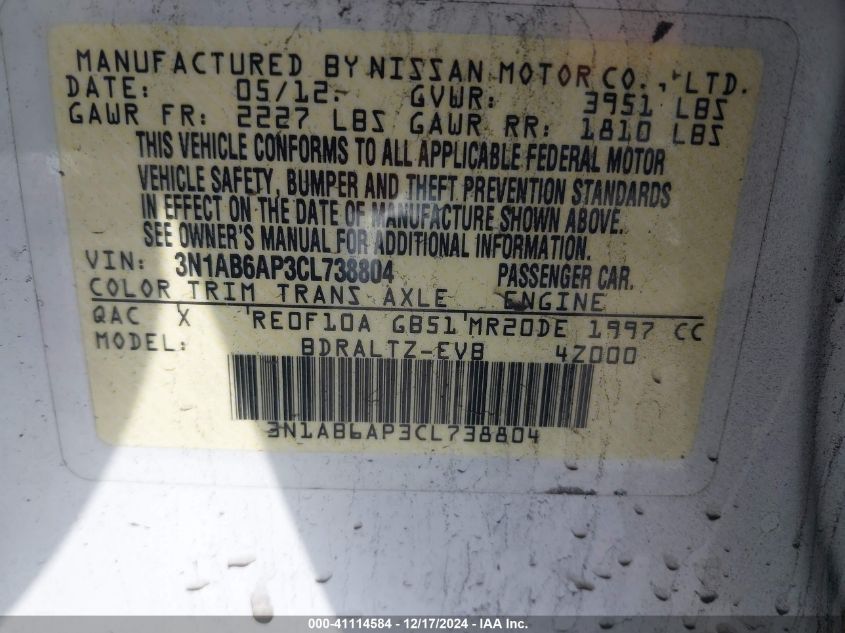 MANUFACTURED BY NISSAN MOTOR CO., LTD.
DATE: 05/12. GVWR: 3951 LBS
GAWR FR: 2227 LBS GAWR RR: 1810 LBS
THIS VEHICLE CONFORMS TO ALL APPLICABLE FEDERAL MOTOR
VEHICLE SAFETY, BUMPER AND THEFT PREVENTION STANDARDS
IN EFFECT ON THE DATE OF MANUFACTURE SHOWN ABOVE.
SEE OWNER'S MANUAL FOR ADDITIONAL INFORMATION.
VIN: 3N1AB6AP3CL738804 PASSENGER CAR.
COLOR TRIM TRANS AXLE ENGINE
QAC X RE0F10A GB51 MR20DE 1997 CC
MODEL: BDRALTZ-EVB 4Z000
3N1AB6AP3CL738804
000-41114584 - 12/17/2024 - IAA Inc.